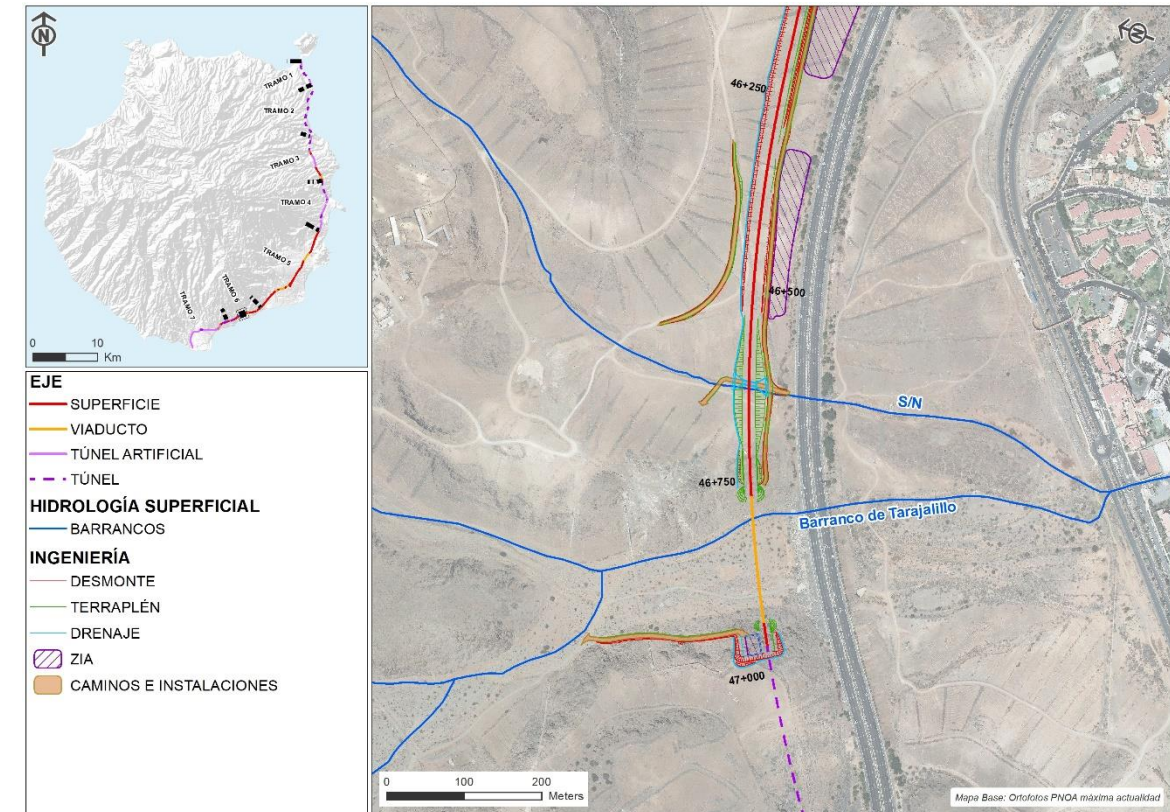 N
TRAMO 1
TRAMO 2
TRAMO 3
TRAMO 4
TRAMO 5
TRAMO 6
TRAMO 7
0 10
Km
EJE
SUPERFICIE
VIADUCTO
TÚNEL ARTIFICIAL
TÚNEL
HIDROLOGÍA SUPERFICIAL
BARRANCOS
INGENIERÍA
DESMONTE
TERRAPLÉN
DRENAJE
ZIA
CAMINOS E INSTALACIONES
N
46+250
46+500
S/N
46+750
Barranco de Tarajalillo
47+000
0 100 200
Meters
Mapa Base: Ortofotos PNOA máxima actualidad